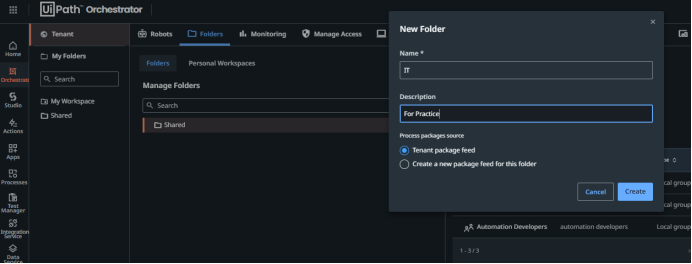 UiPath Orchestrator
Tenant
Robots
Folders
Monitoring
Manage Access
My Folders
Search
My Workspace
Shared
Home
Orchestrator
Studio
Actions
Apps
Processes
Test
Manager
Integration
Service
Data
Service
Folders
Personal Workspaces
Manage Folders
Search
Shared
New Folder
Name *
IT
Description
For Practice
Process packages source
Tenant package feed
Create a new package feed for this folder
Cancel
Create
Local group
Automation Developers
automation developers
Local group
1 - 3 / 3